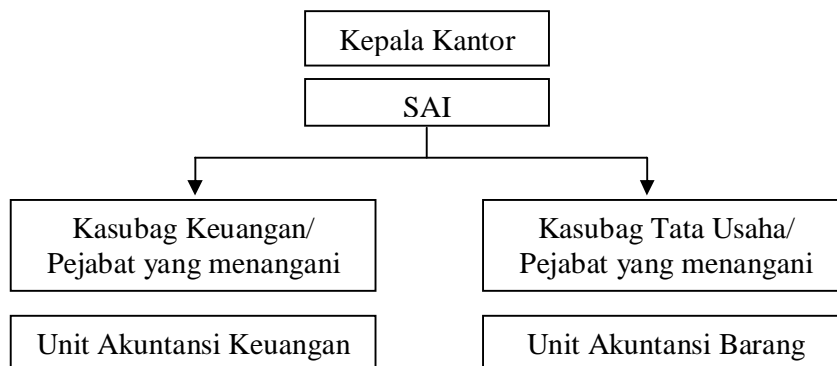 Kepala Kantor
SAI
Kasubag Keuangan/
Pejabat yang menangani
Kasubag Tata Usaha/
Pejabat yang menangani
Unit Akuntansi Keuangan
Unit Akuntansi Barang